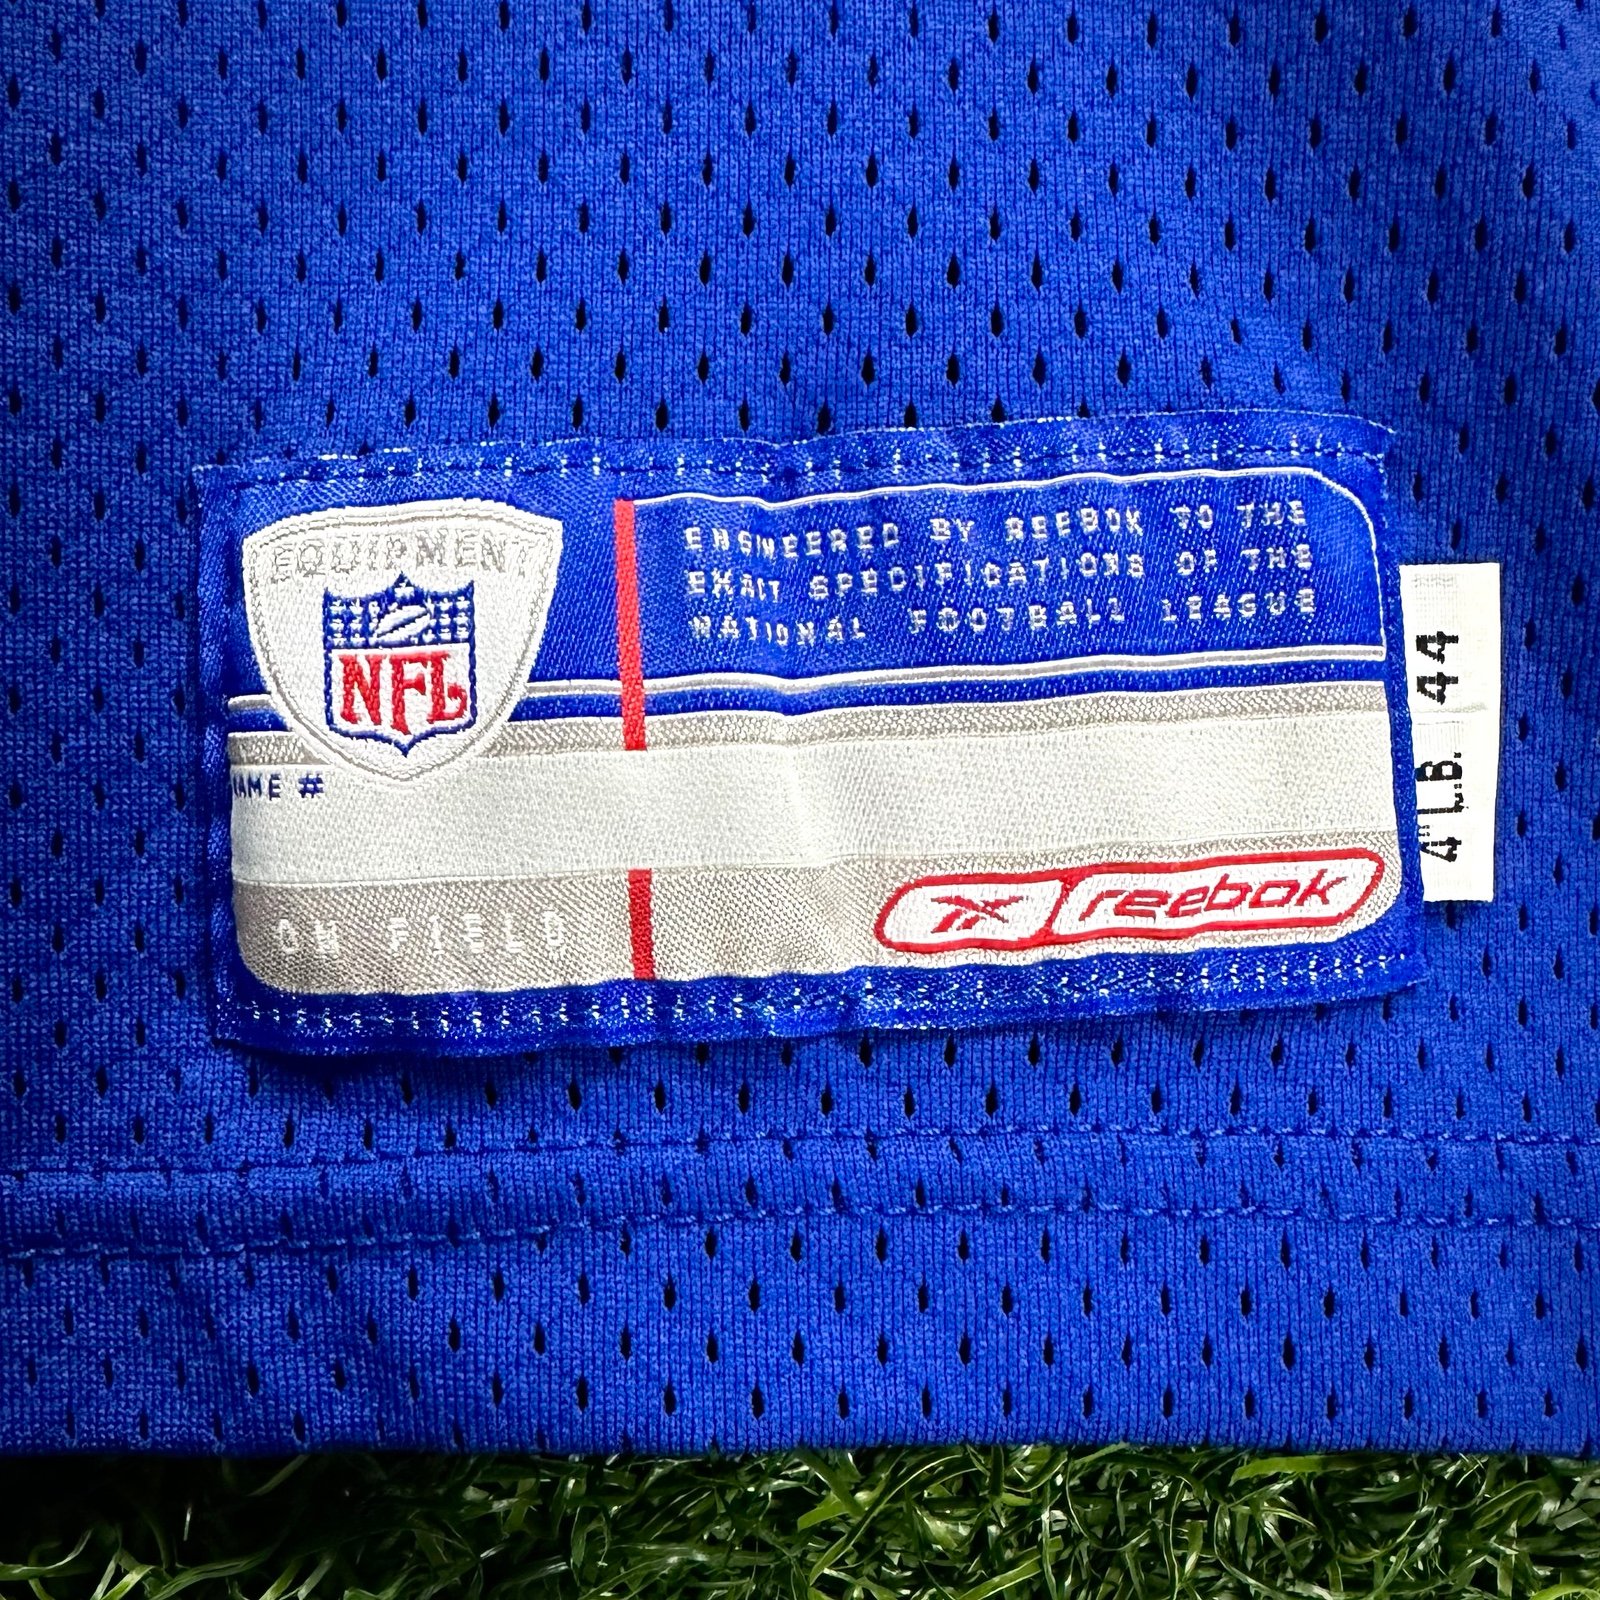 EQUIPMENT
NFL
ENGINEERED BY REEBOK TO THE
EXACT SPECIFICATIONS OF THE
NATIONAL FOOTBALL LEAGUE
NAME #
ON FIELD
reebok
4"L.B. 44